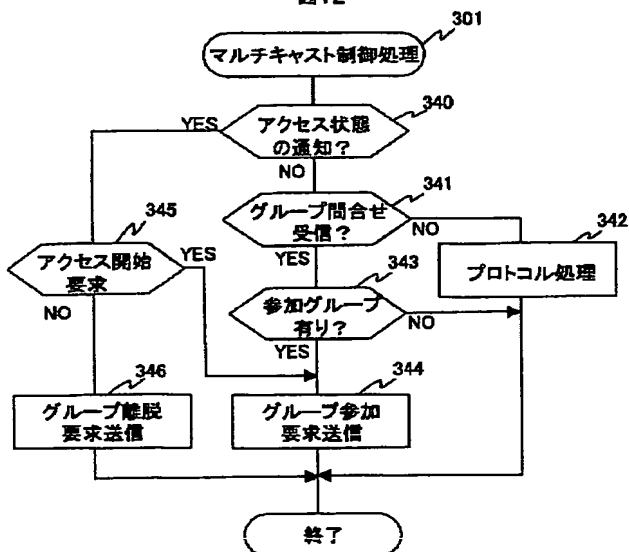 図12
301
マルチキャスト制御処理
340
YES
アクセス状態
の通知?
NO
341
グループ問合せ
受信?
NO
YES
342
プロトコル処理
345
アクセス開始
要求
YES
NO
343
参加グループ
有り?
NO
YES
346
グループ離脱
要求送信
344
グループ参加
要求送信
終了